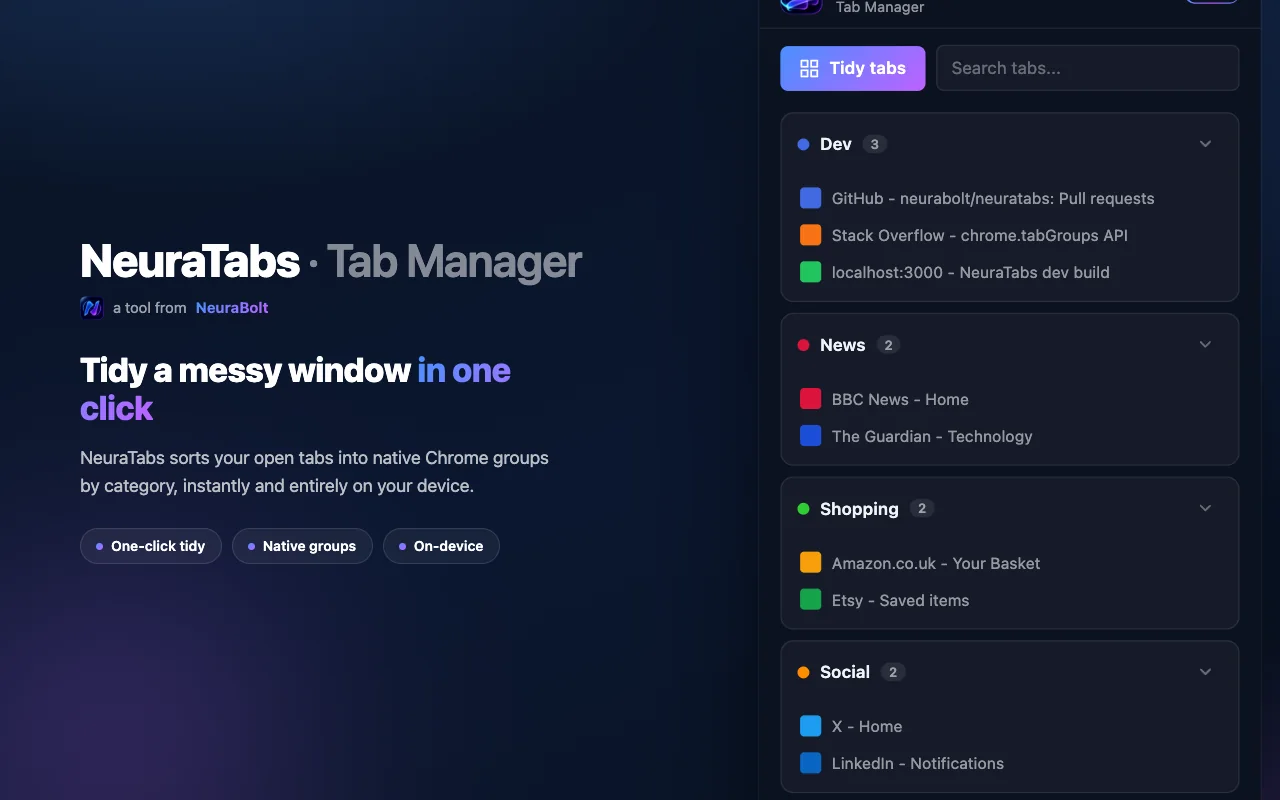 NeuraTabs · Tab Manager
a tool from NeuraBolt
Tidy a messy window in one
click
NeuraTabs sorts your open tabs into native Chrome groups
by category, instantly and entirely on your device.
One-click tidy
Native groups
On-device
Tab Manager
Tidy tabs
Search tabs...
Dev 3
GitHub - neurabolt/neuratabs: Pull requests
Stack Overflow - chrome.tabGroups API
localhost:3000 - NeuraTabs dev build
News 2
BBC News - Home
The Guardian - Technology
Shopping 2
Amazon.co.uk - Your Basket
Etsy - Saved items
Social 2
X - Home
LinkedIn - Notifications